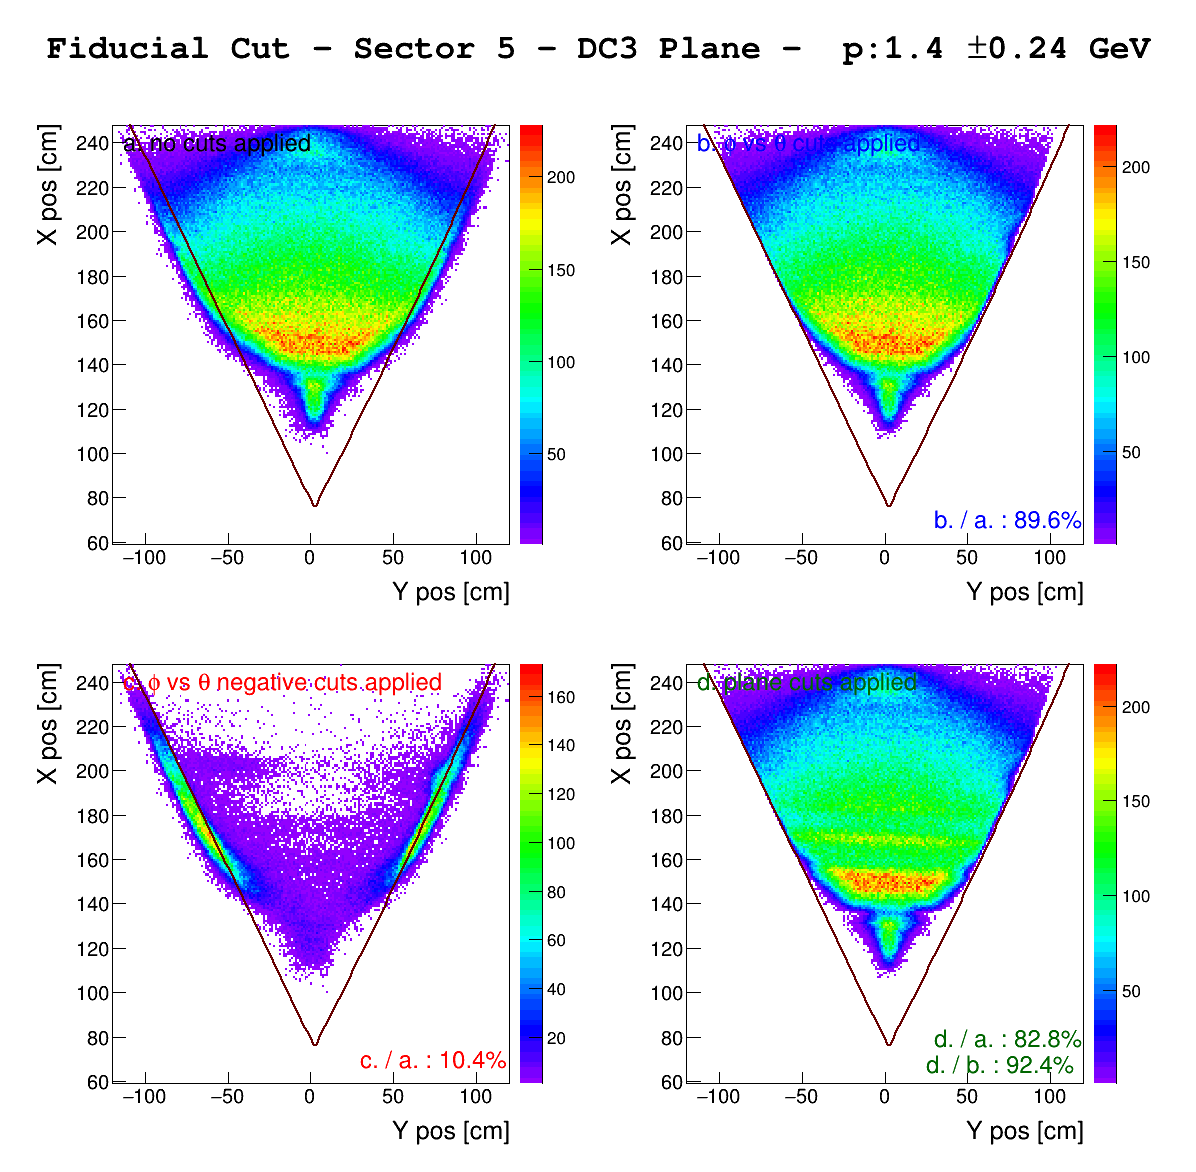 Fiducial Cut – Sector 5 – DC3 Plane – p:1.4 ±0.24 GeV
a. no cuts applied
X pos [cm]
240
220
200
180
160
140
120
100
80
60
−100 −50 0 50 100
Y pos [cm]
200
150
100
50
b. φ vs θ cuts applied
X pos [cm]
240
220
200
180
160
140
120
100
80
60
b. / a. : 89.6%
−100 −50 0 50 100
Y pos [cm]
200
150
100
50
c. ϕ vs θ negative cuts applied
X pos [cm]
240
220
200
180
160
140
120
100
80
60
c. / a. : 10.4%
−100 −50 0 50 100
Y pos [cm]
160
140
120
100
80
60
40
20
d. plane cuts applied
X pos [cm]
240
220
200
180
160
140
120
100
80
60
d. / a. : 82.8%
d. / b. : 92.4%
−100 −50 0 50 100
Y pos [cm]
200
150
100
50